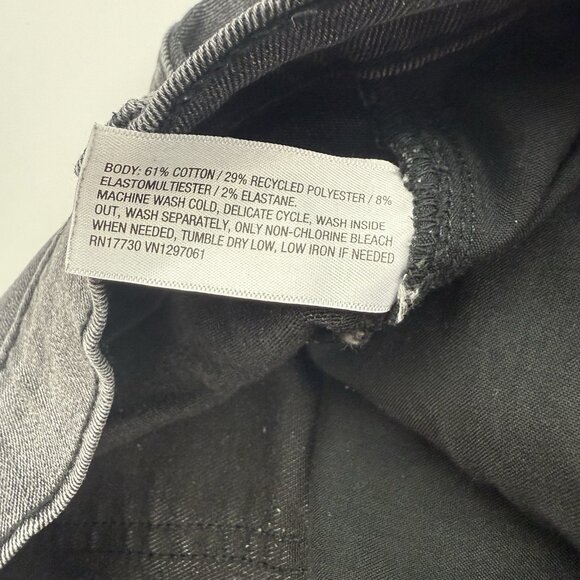 BODY: 61% COTTON / 29% RECYCLED POLYESTER / 8%
ELASTOMULTIESTER / 2% ELASTANE.
MACHINE WASH COLD, DELICATE CYCLE, WASH INSIDE
OUT, WASH SEPARATELY, ONLY NON-CHLORINE BLEACH
WHEN NEEDED, TUMBLE DRY LOW, LOW IRON IF NEEDED
RN17730 VN1297061